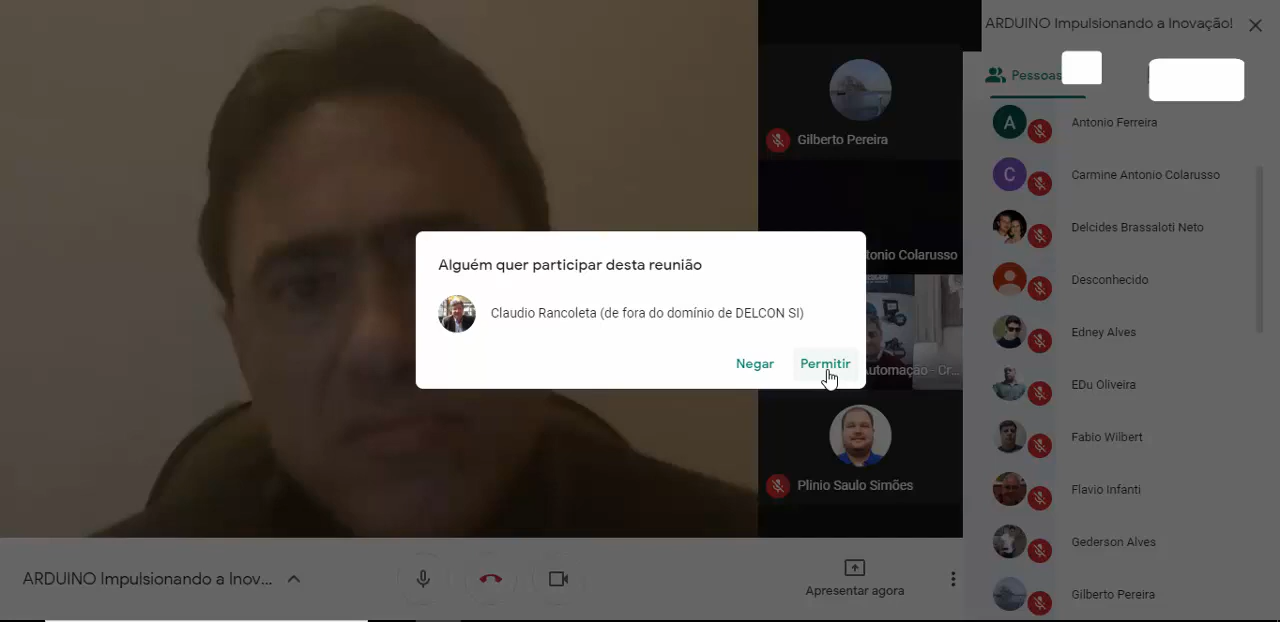 ARDUINO Impulsionando a Inovação!
Pessoas
Gilberto Pereira
tonio Colarusso
utomação - Cr...
Plinio Saulo Simões
Alguém quer participar desta reunião
Claudio Rancoleta (de fora do domínio de DELCON SI)
Negar
Permitir
A
Antonio Ferreira
C
Carmine Antonio Colarusso
Delcides Brassaloti Neto
Desconhecido
Edney Alves
EDu Oliveira
Fabio Wilbert
Flavio Infanti
Gederson Alves
Gilberto Pereira
ARDUINO Impulsionando a Inov...
Apresentar agora